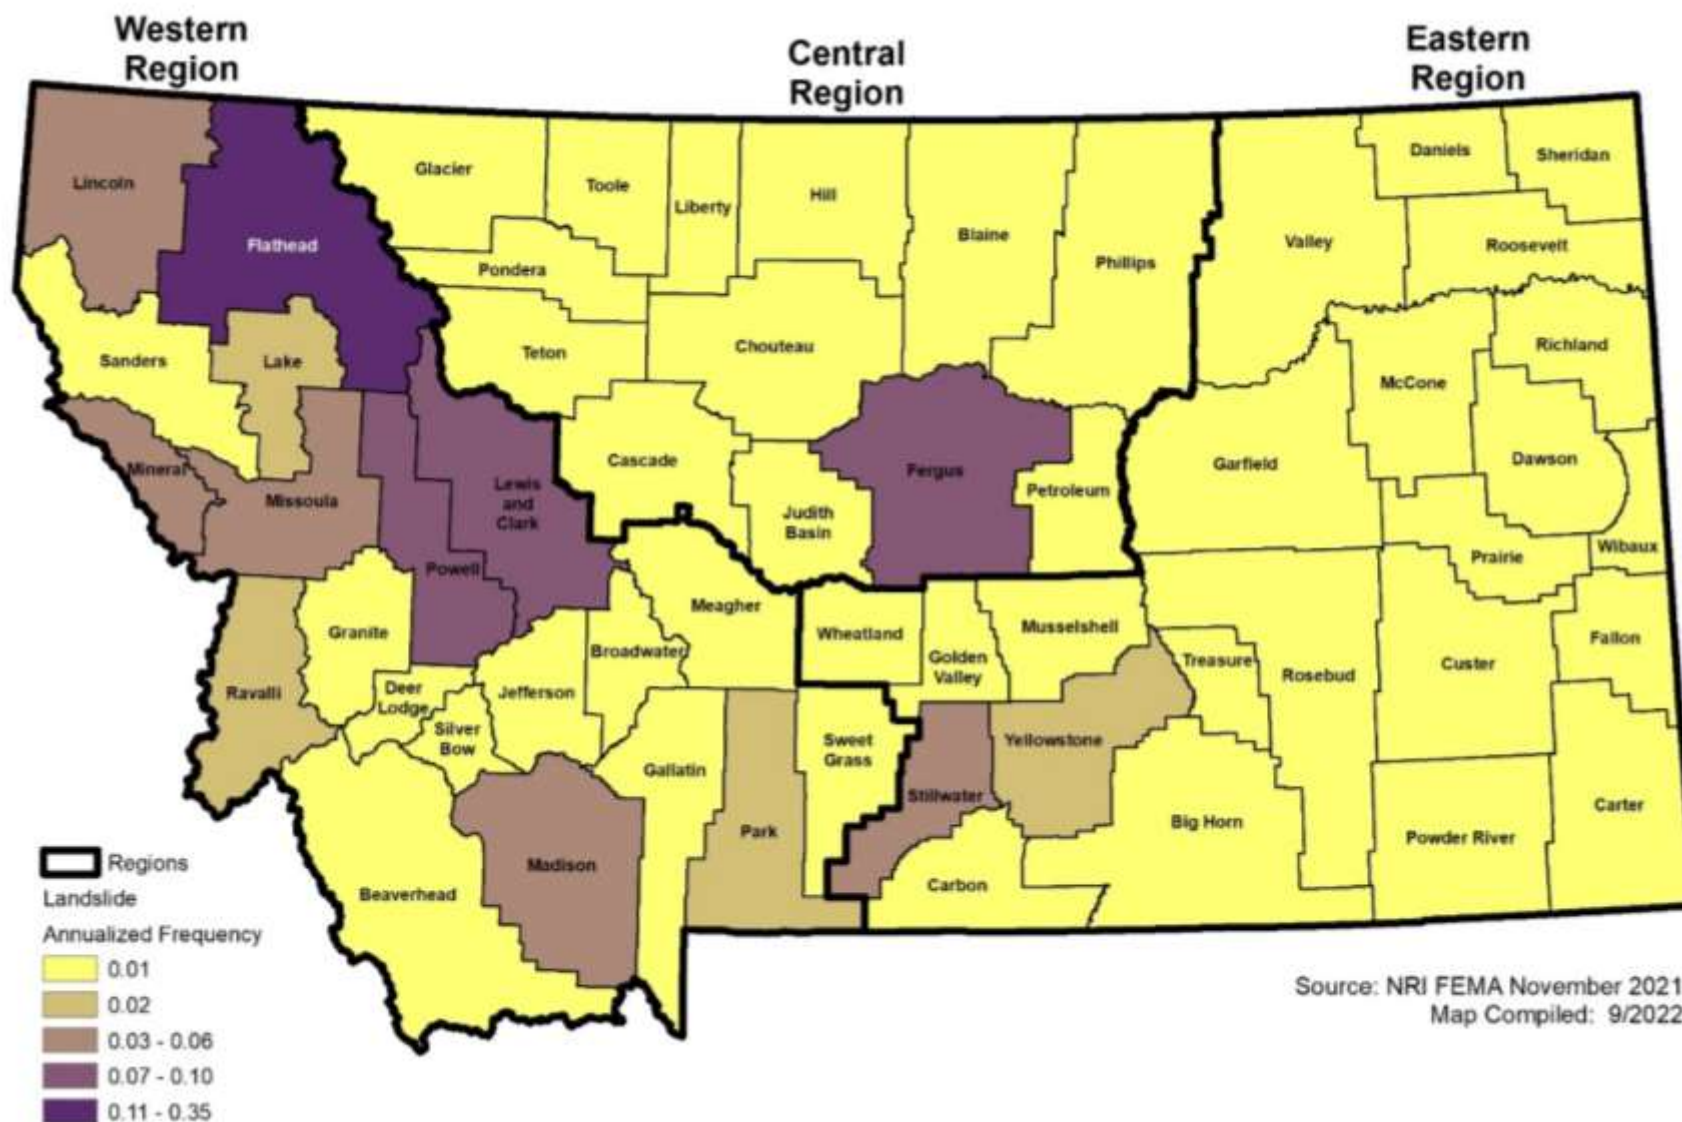 Western
Region
Central
Region
Eastern
Region
Lincoln
Flathead
Glacier
Toole
Liberty
Hill
Blaine
Phillips
Valley
Daniels
Sheridan
Roosevelt
Pondera
Sanders
Lake
Teton
Chouteau
McCone
Richland
Mineral
Missoula
Lewis
and
Clark
Cascade
Judith
Basin
Fergus
Petroleum
Garfield
Dawson
Powell
Prairie
Wibaux
Ravalli
Granite
Deer
Lodge
Silver
Bow
Jefferson
Broadwater
Meagher
Wheatland
Golden
Valley
Musselshell
Treasure
Rosebud
Custer
Fallon
Beaverhead
Madison
Gallatin
Park
Sweet
Grass
Stillwater
Yellowstone
Carbon
Big Horn
Powder River
Carter
Regions
Landslide
Annualized Frequency
0.01
0.02
0.03 - 0.06
0.07 - 0.10
0.11 - 0.35
Source: NRI FEMA November 2021
Map Compiled: 9/2022